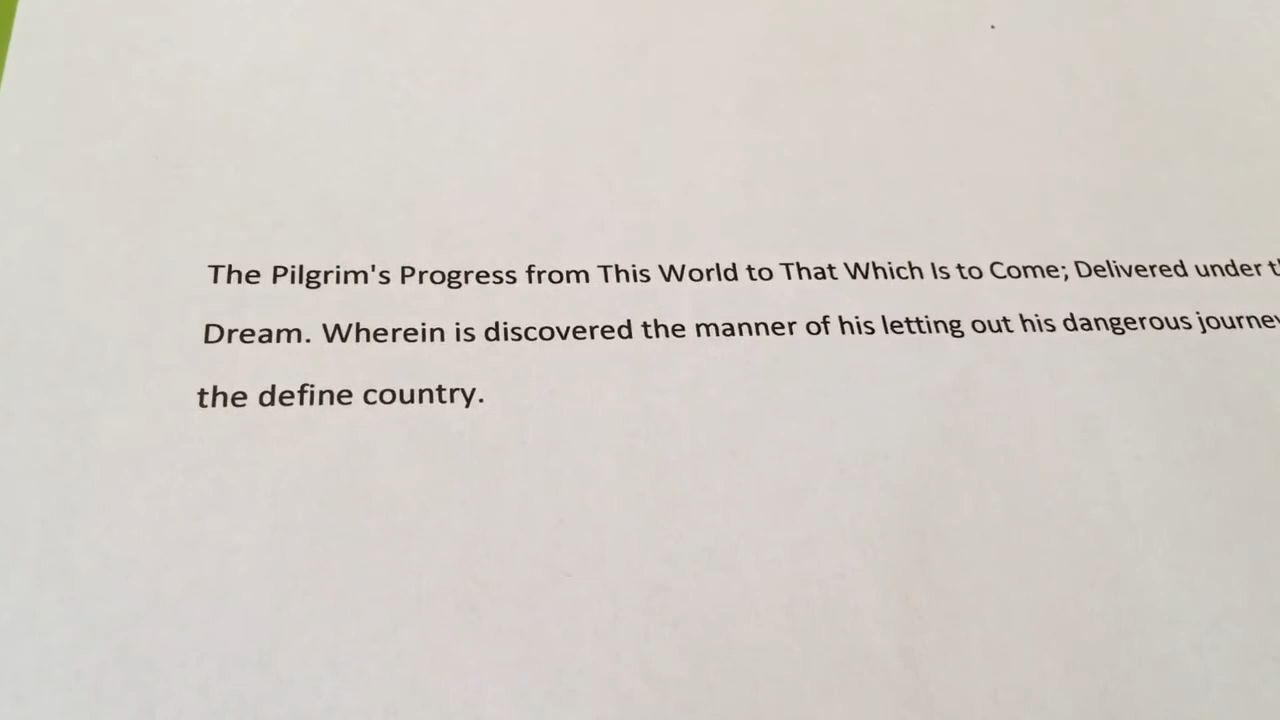 The Pilgrim's Progress from This World to That Which Is to Come; Delivered under
Dream. Wherein is discovered the manner of his letting out his dangerous
the define country.